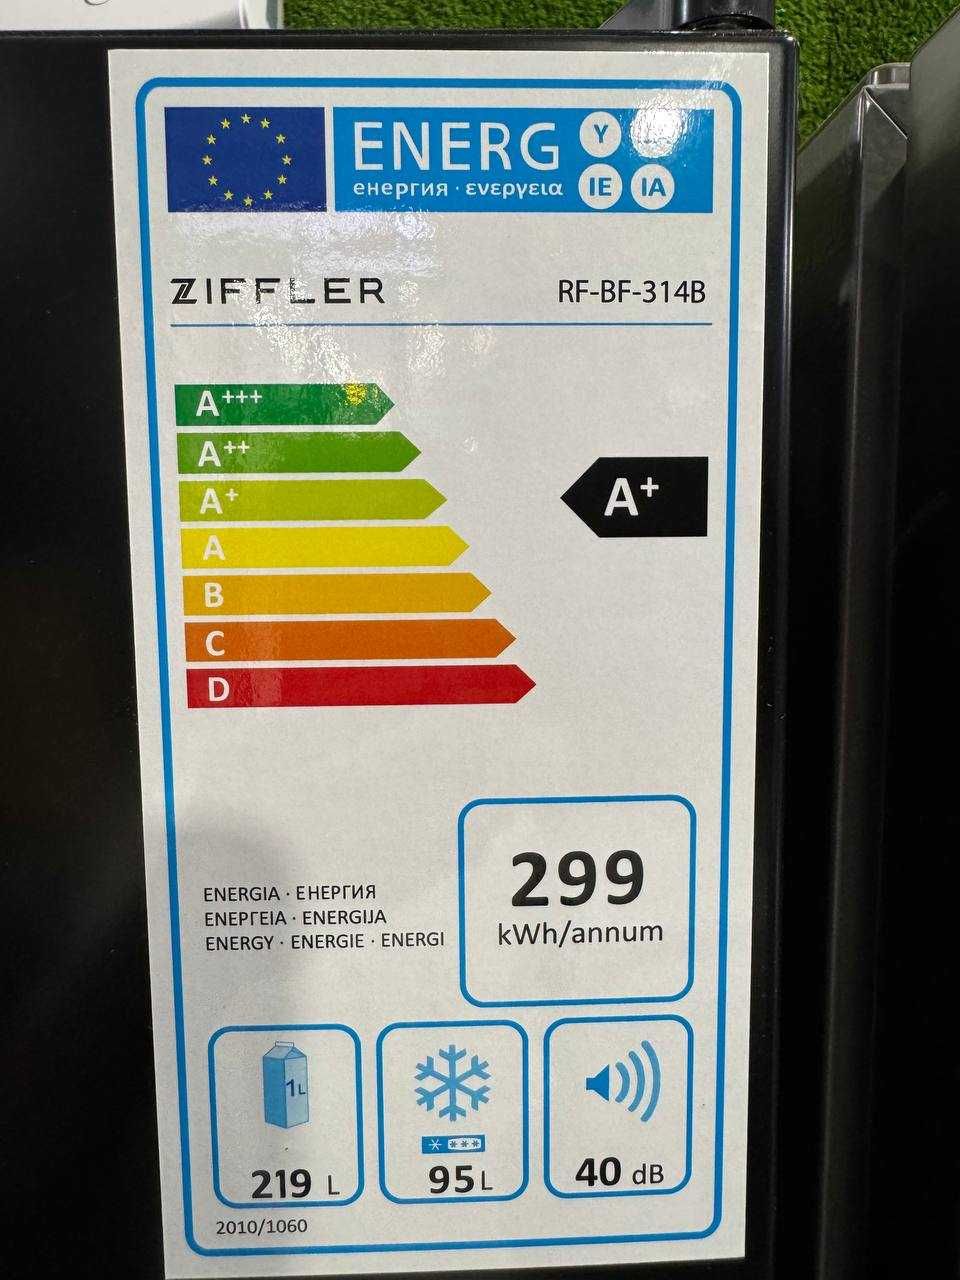 ENERG Y
енергия · ενεργεια IE IA
ZIFFLER RF-BF-314B
A+++
A++
A+
A+
A
B
C
D
299
kWh/annum
ENERGIA · ЕНЕРГИЯ
ΕΝΕΡΓΕΙΑ · ENERGIJA
ENERGY · ENERGIE · ENERGI
1L
219 L
95 L
40 dB
2010/1060